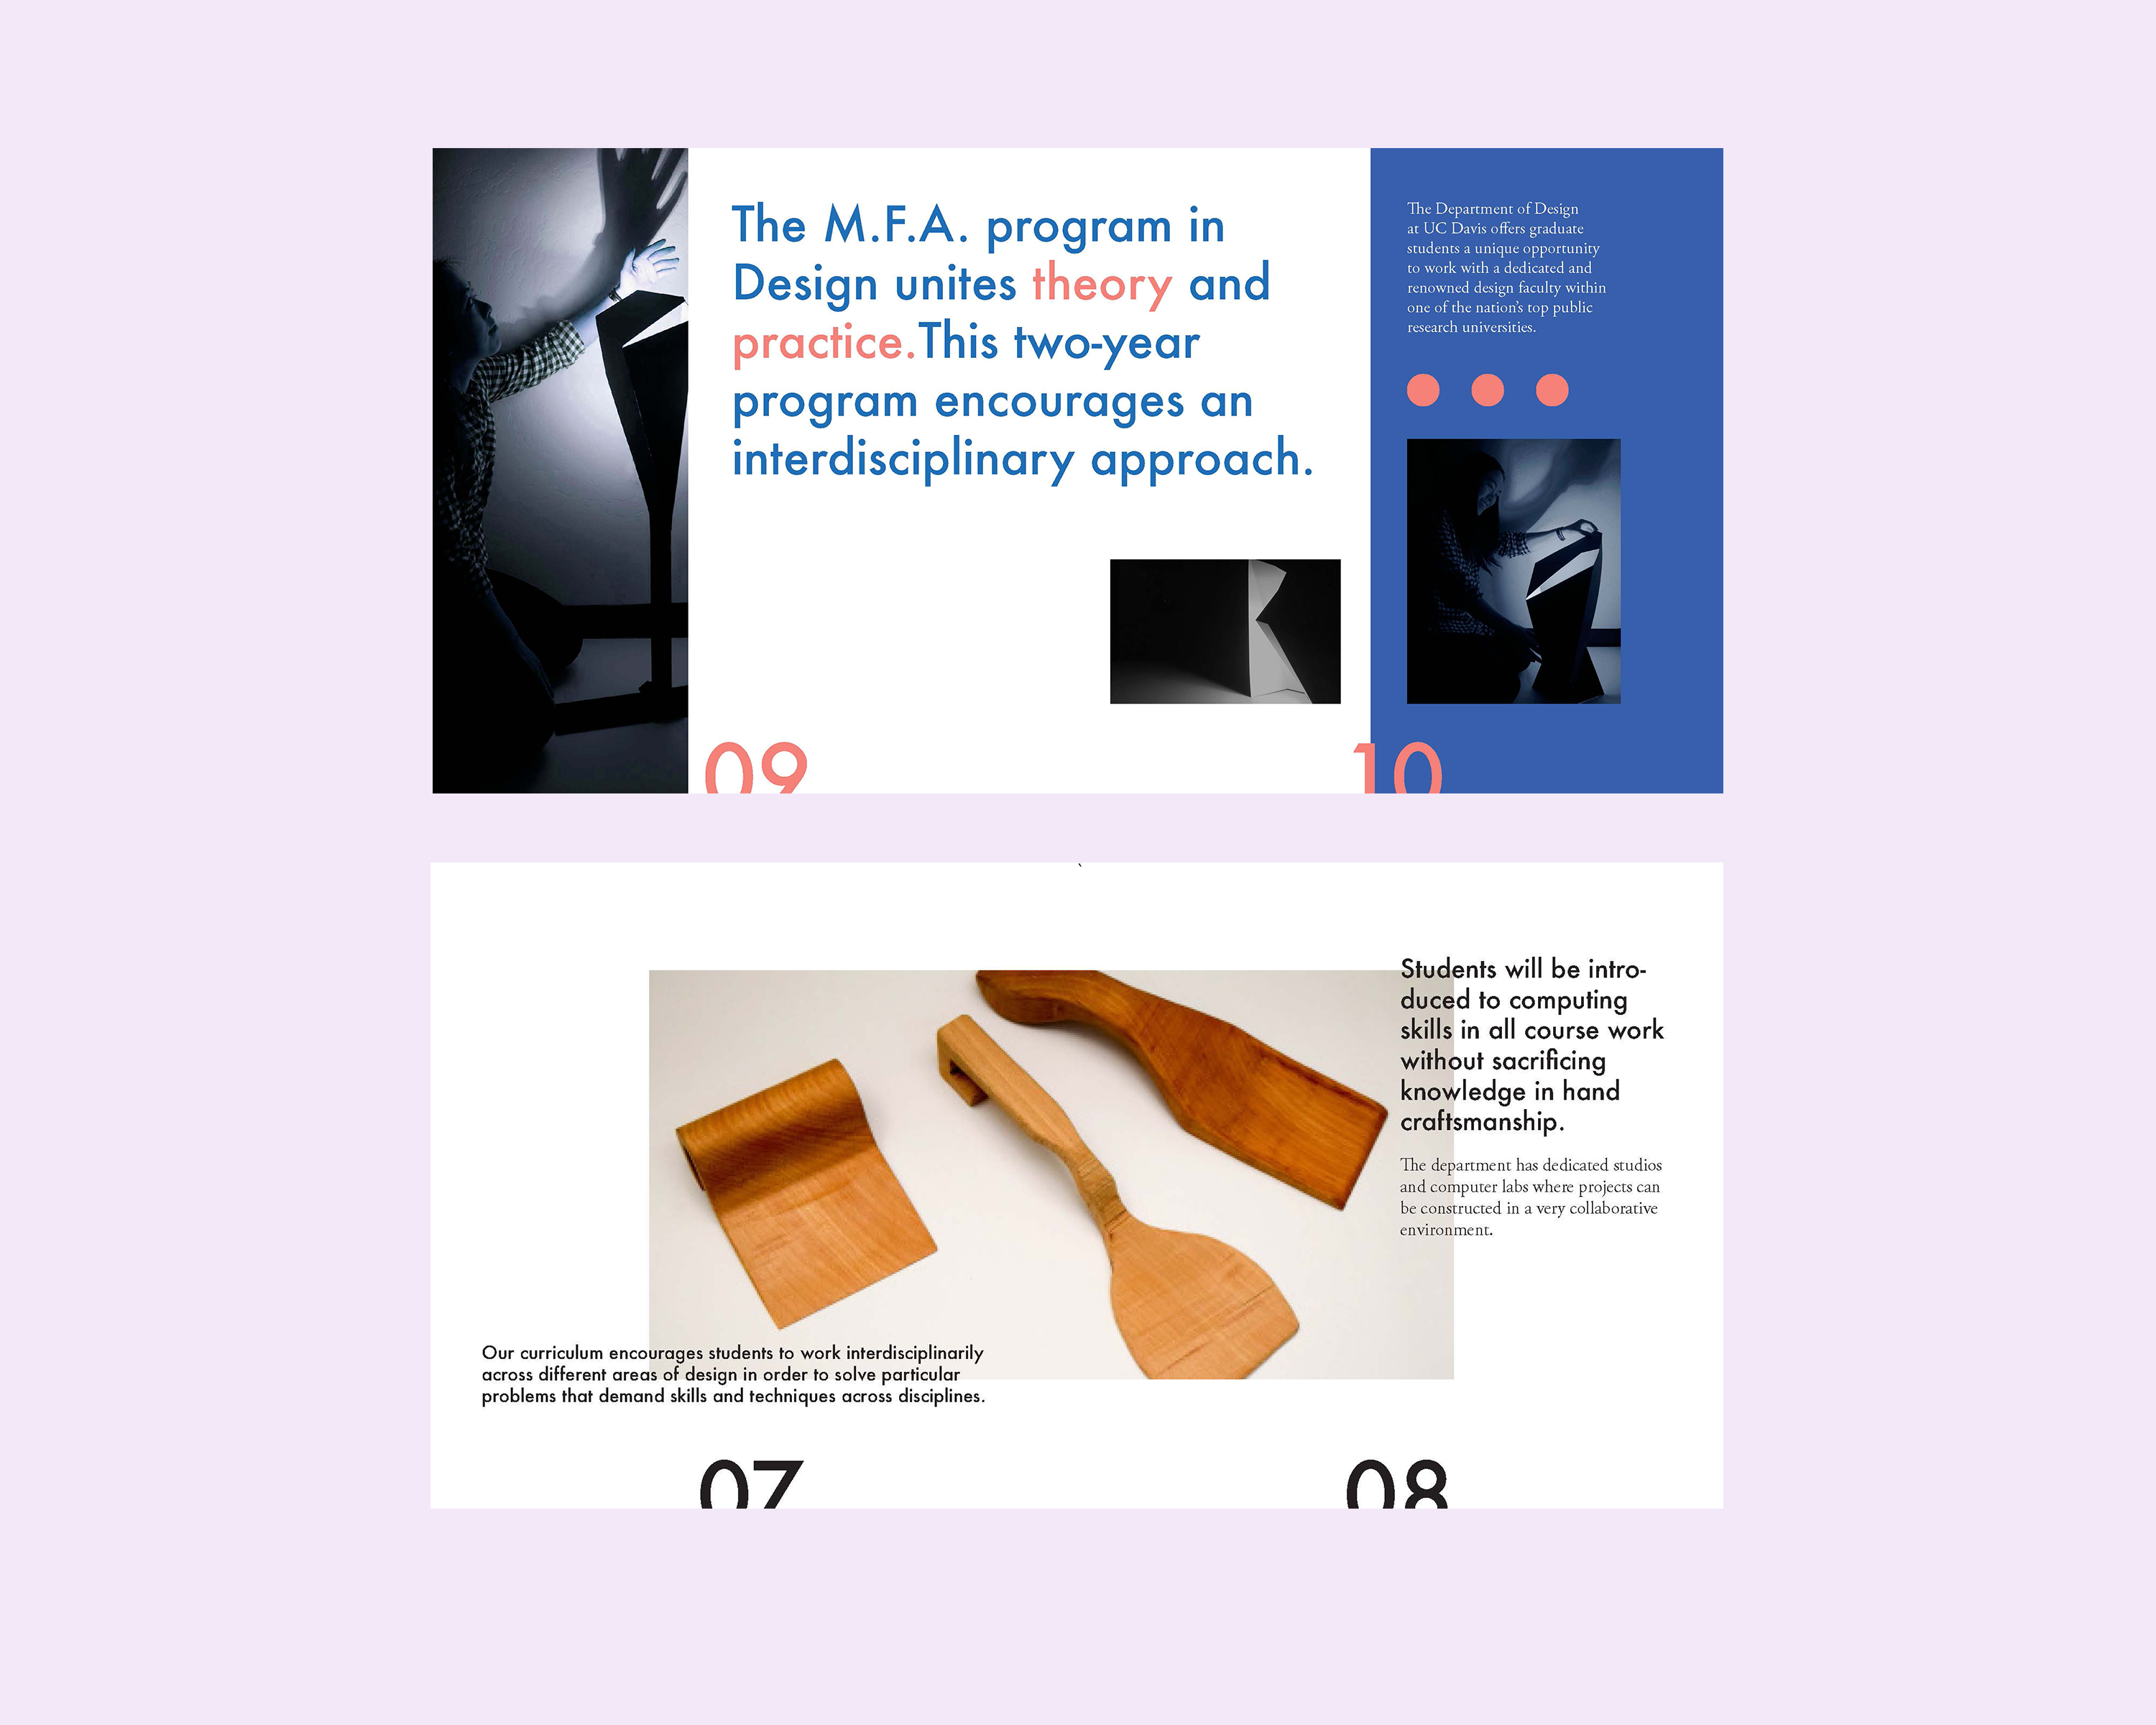 The M.F.A. program in
Design unites theory and
practice.This two-year
program encourages an
interdisciplinary approach.
The Department of Design
at UC Davis offers graduate
students a unique opportunity
to work with a dedicated and
renowned design faculty within
one of the nation's top public
research universities.
09
10
Students will be intro-
duced to computing
skills in all course work
without sacrificing
knowledge in hand
craftsmanship.
The department has dedicated studios
and computer labs where projects can
be constructed in a very collaborative
environment.
Our curriculum encourages students to work interdisciplinarily
across different areas of design in order to solve particular
problems that demand skills and techniques across disciplines.
07
08